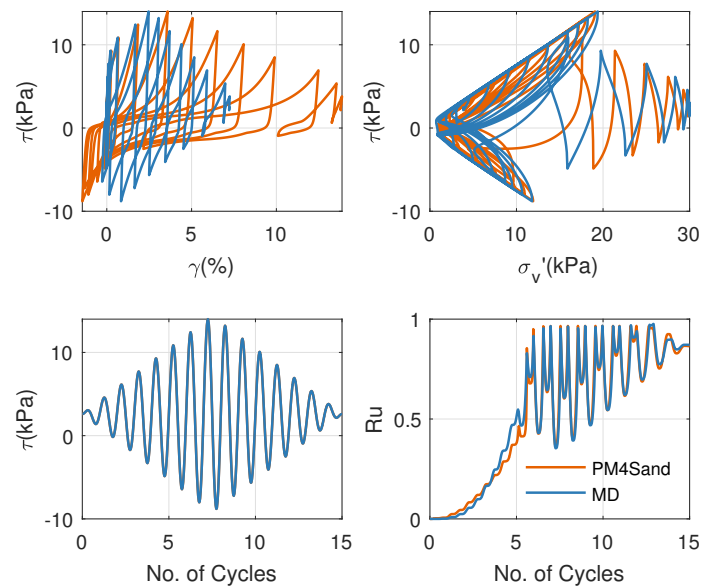 10
0
-10
τ(kPa)
0 5 10
γ(%)
10
0
-10
τ(kPa)
0 10 20 30
σv'(kPa)
10
0
-10
τ(kPa)
0 5 10 15
No. of Cycles
1
0.5
0
Ru
PM4Sand
MD
0 5 10 15
No. of Cycles